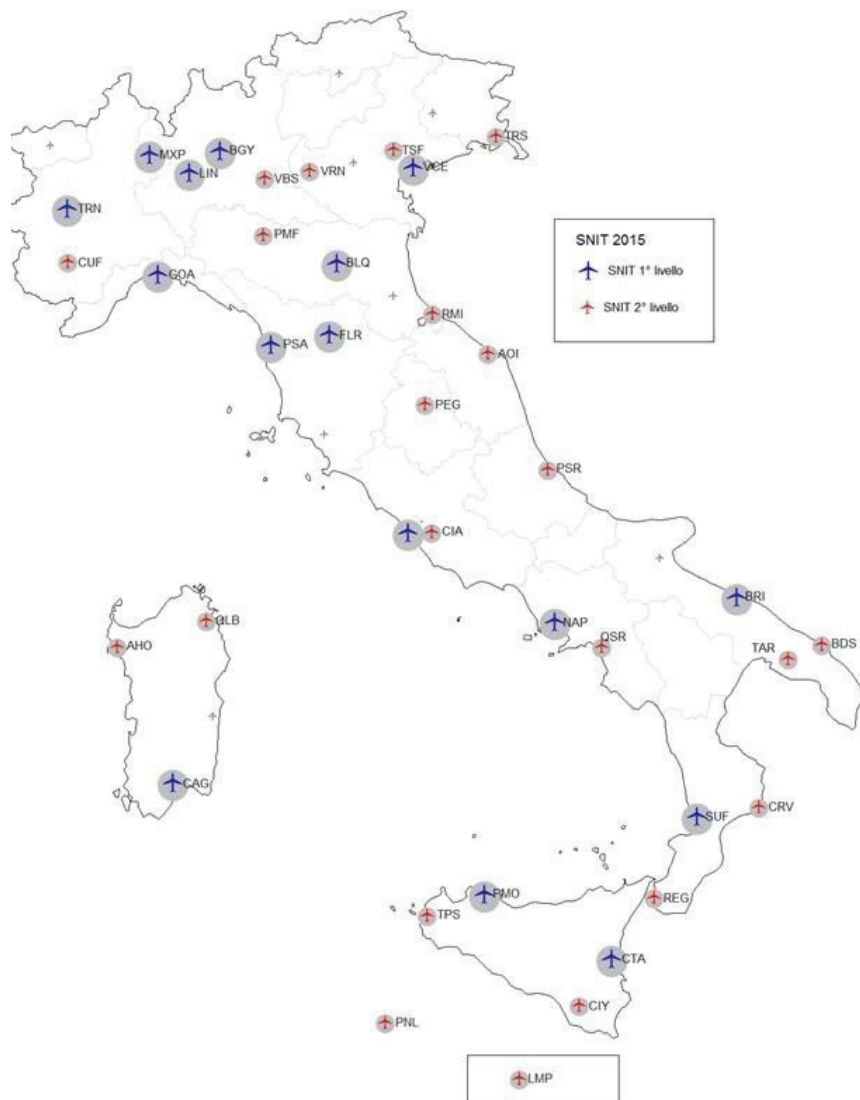 TRS
TSF
MXP
BGY
VCE
LIN
VBS
VRN
TRN
PMF
SNIT 2015
CUF
BLQ
SNIT 1° livello
GOA
SNIT 2° livello
RMI
FLR
PSA
AOI
PEG
PSR
CIA
BRI
OLB
NAP
AHO
QSR
BDS
TAR
CAG
CRV
SUF
PMO
REG
TPS
CTA
CIY
PNL
LMP